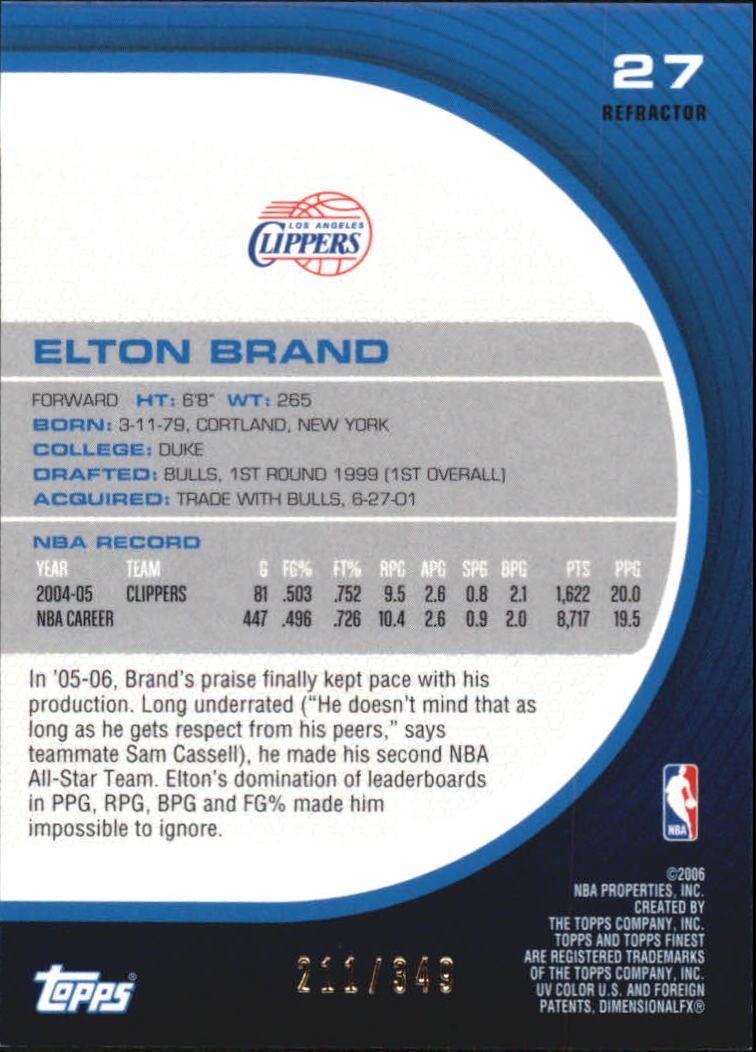 27
REFRACTOR
LOS ANGELES
CLIPPERS
ELTON BRAND
FORWARD HT: 6'8" WT: 265
BORN: 3-11-79, CORTLAND, NEW YORK
COLLEGE: DUKE
DRAFTED: BULLS, 1ST ROUND 1999 (1ST OVERALL)
ACQUIRED: TRADE WITH BULLS, 6-27-01
NBA RECORD
YEAR TEAM G FG% FT% RPG APG SPG BPG PTS PPG
2004-05 CLIPPERS 81 .503 .752 9.5 2.6 0.8 2.1 1,622 20.0
NBA CAREER 447 .496 .726 10.4 2.6 0.9 2.0 8,717 19.5
In '05-06, Brand's praise finally kept pace with his
production. Long underrated ("He doesn't mind that as
long as he gets respect from his peers," says
teammate Sam Cassell), he made his second NBA
All-Star Team. Elton's domination of leaderboards
in PPG, RPG, BPG and FG% made him
impossible to ignore.
NBA
©2006
NBA PROPERTIES, INC.
CREATED BY
THE TOPPS COMPANY, INC.
TOPPS AND TOPPS FINEST
ARE REGISTERED TRADEMARKS
OF THE TOPPS COMPANY, INC.
UV COLOR U.S. AND FOREIGN
PATENTS, DIMENSIONALFX®
topps®
211/349